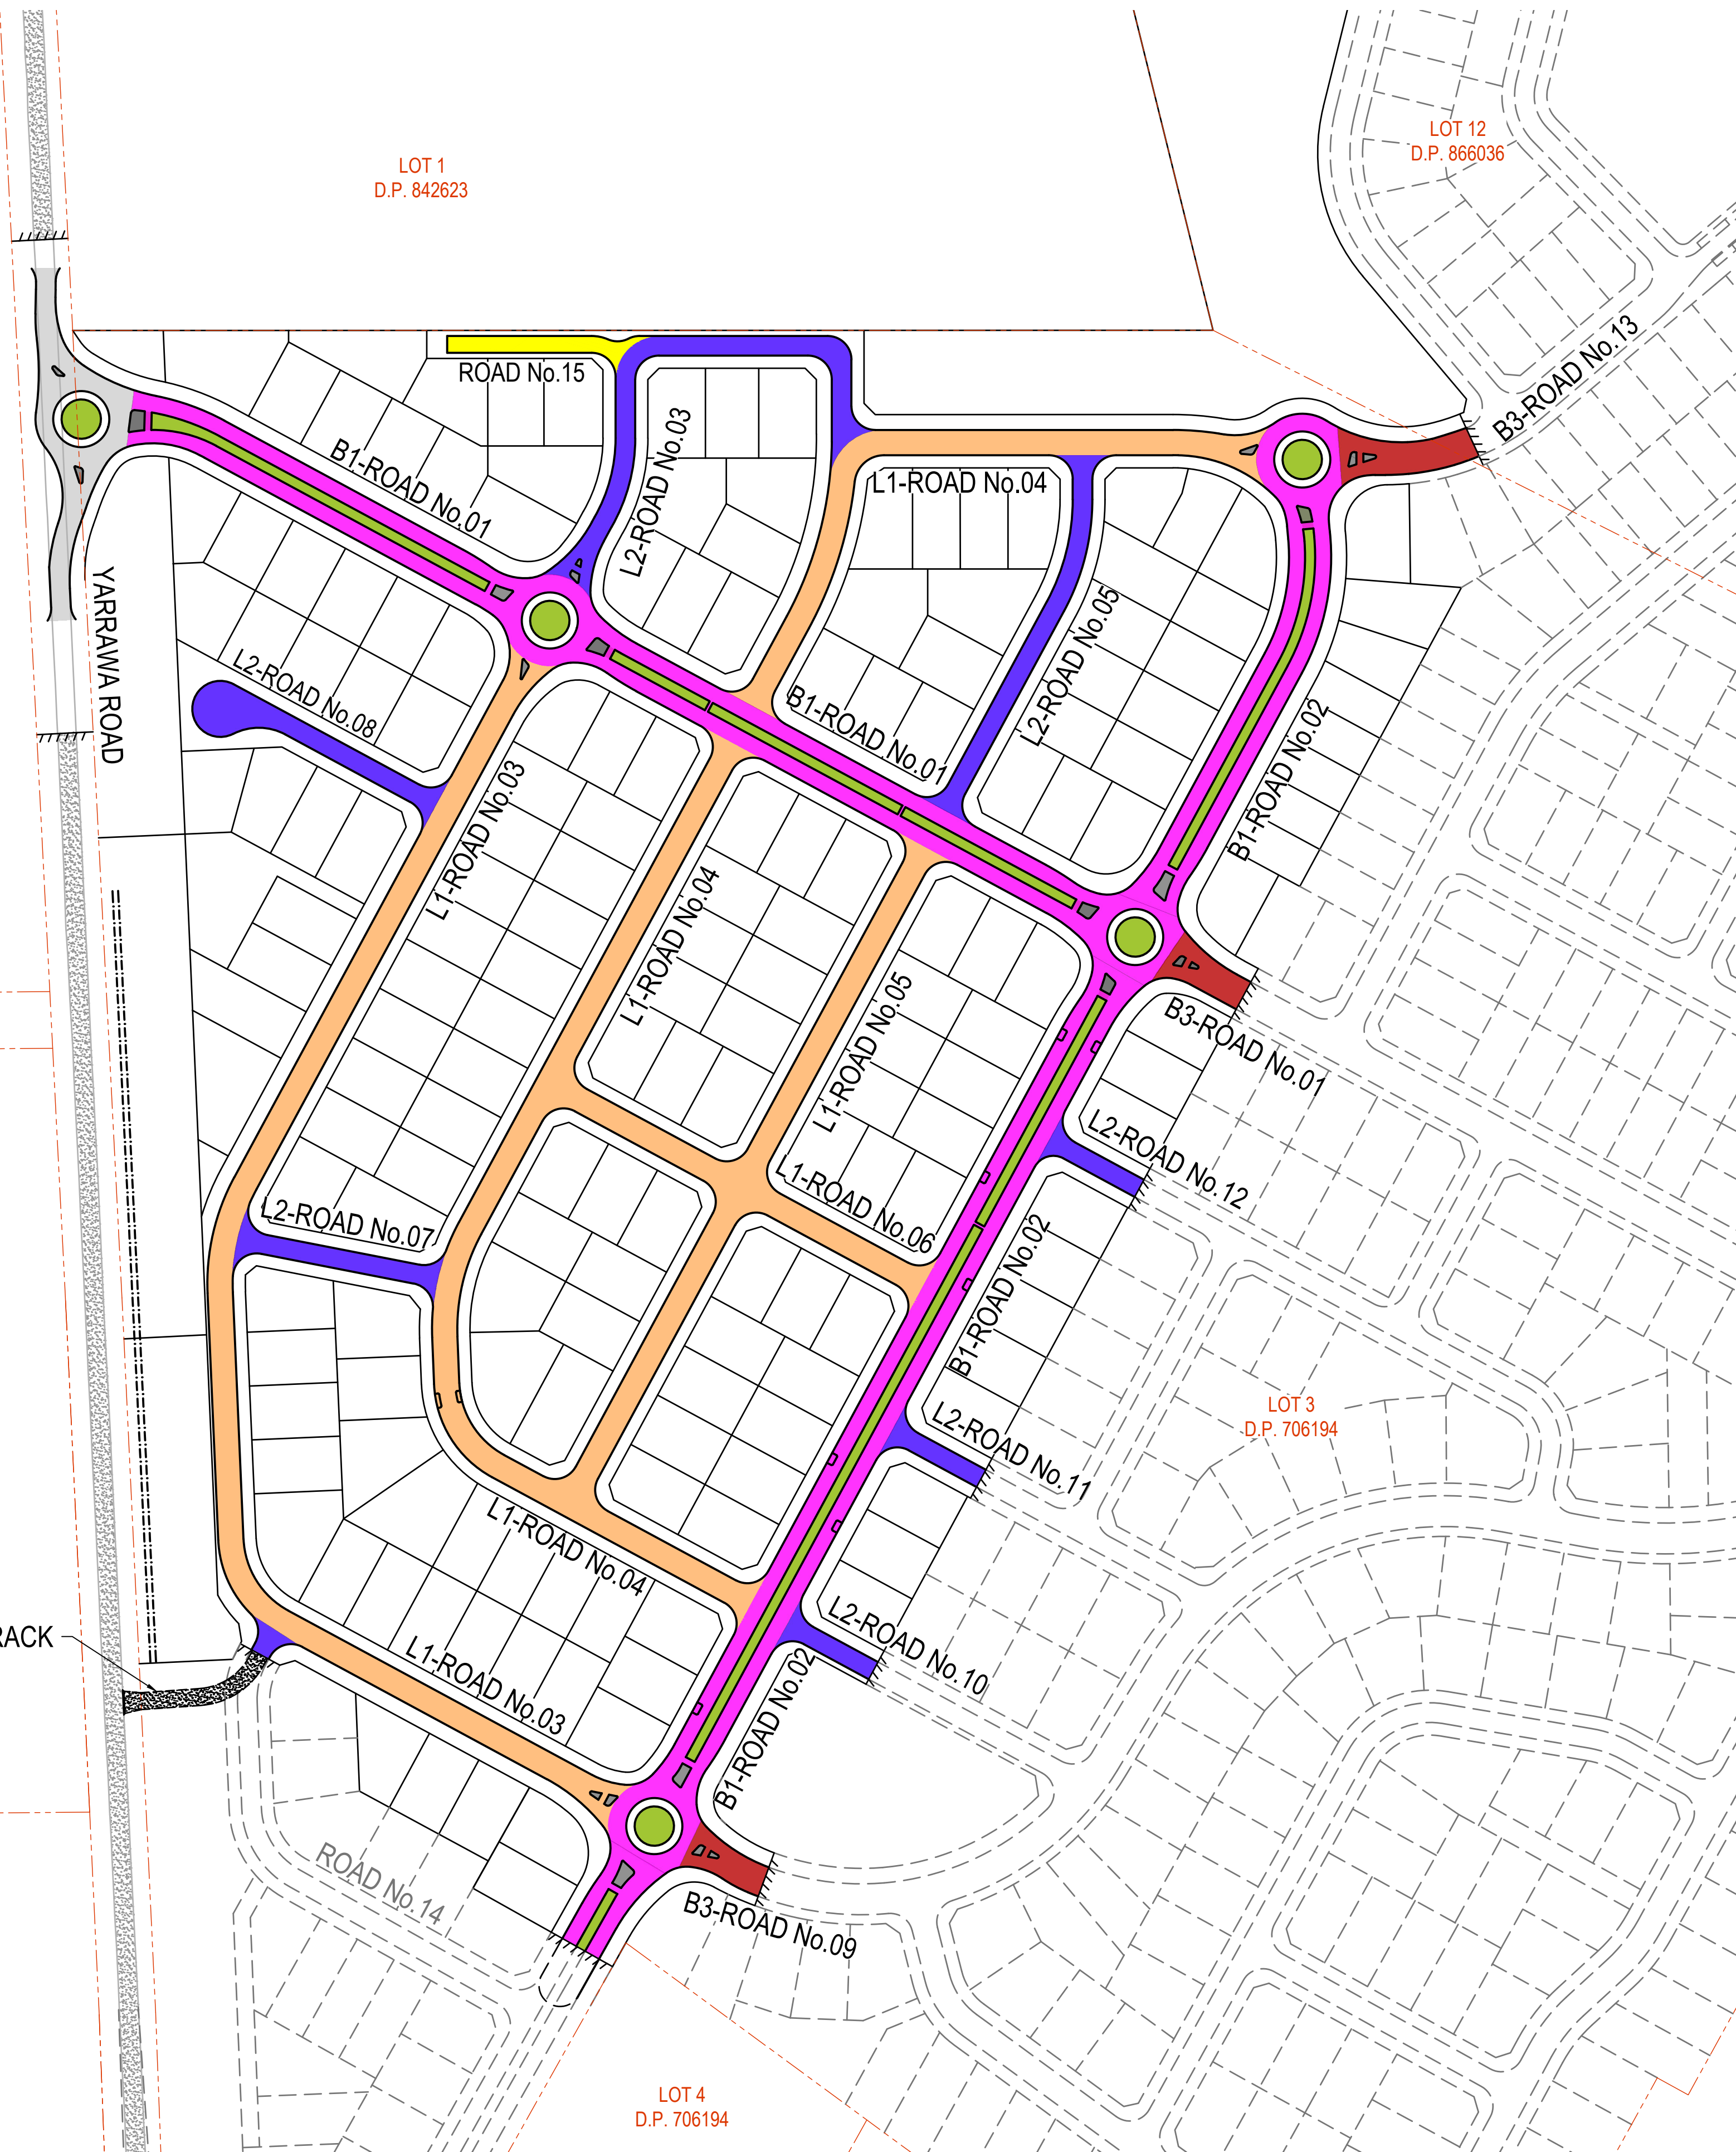 LOT 12
D.P. 866036
LOT 1
D.P. 842623
B3-ROAD No.13
ROAD No.15
L2-ROAD No.03
B1-ROAD No.01
L1-ROAD No.04
YARRAWA ROAD
L2-ROAD No.05
L2-ROAD No.08
B1-ROAD No.01
B1-ROAD No.02
L1-ROAD No.03
L1-ROAD No.04
L1-ROAD No.05
B3-ROAD No.01
L2-ROAD No.12
L1-ROAD No.06
L2-ROAD No.07
B1-ROAD No.02
LOT 3
D.P. 706194
L2-ROAD No.11
L1-ROAD No.04
L2-ROAD No.10
RACK
L1-ROAD No.03
B1-ROAD No.02
ROAD No.14
B3-ROAD No.09
LOT 4
D.P. 706194